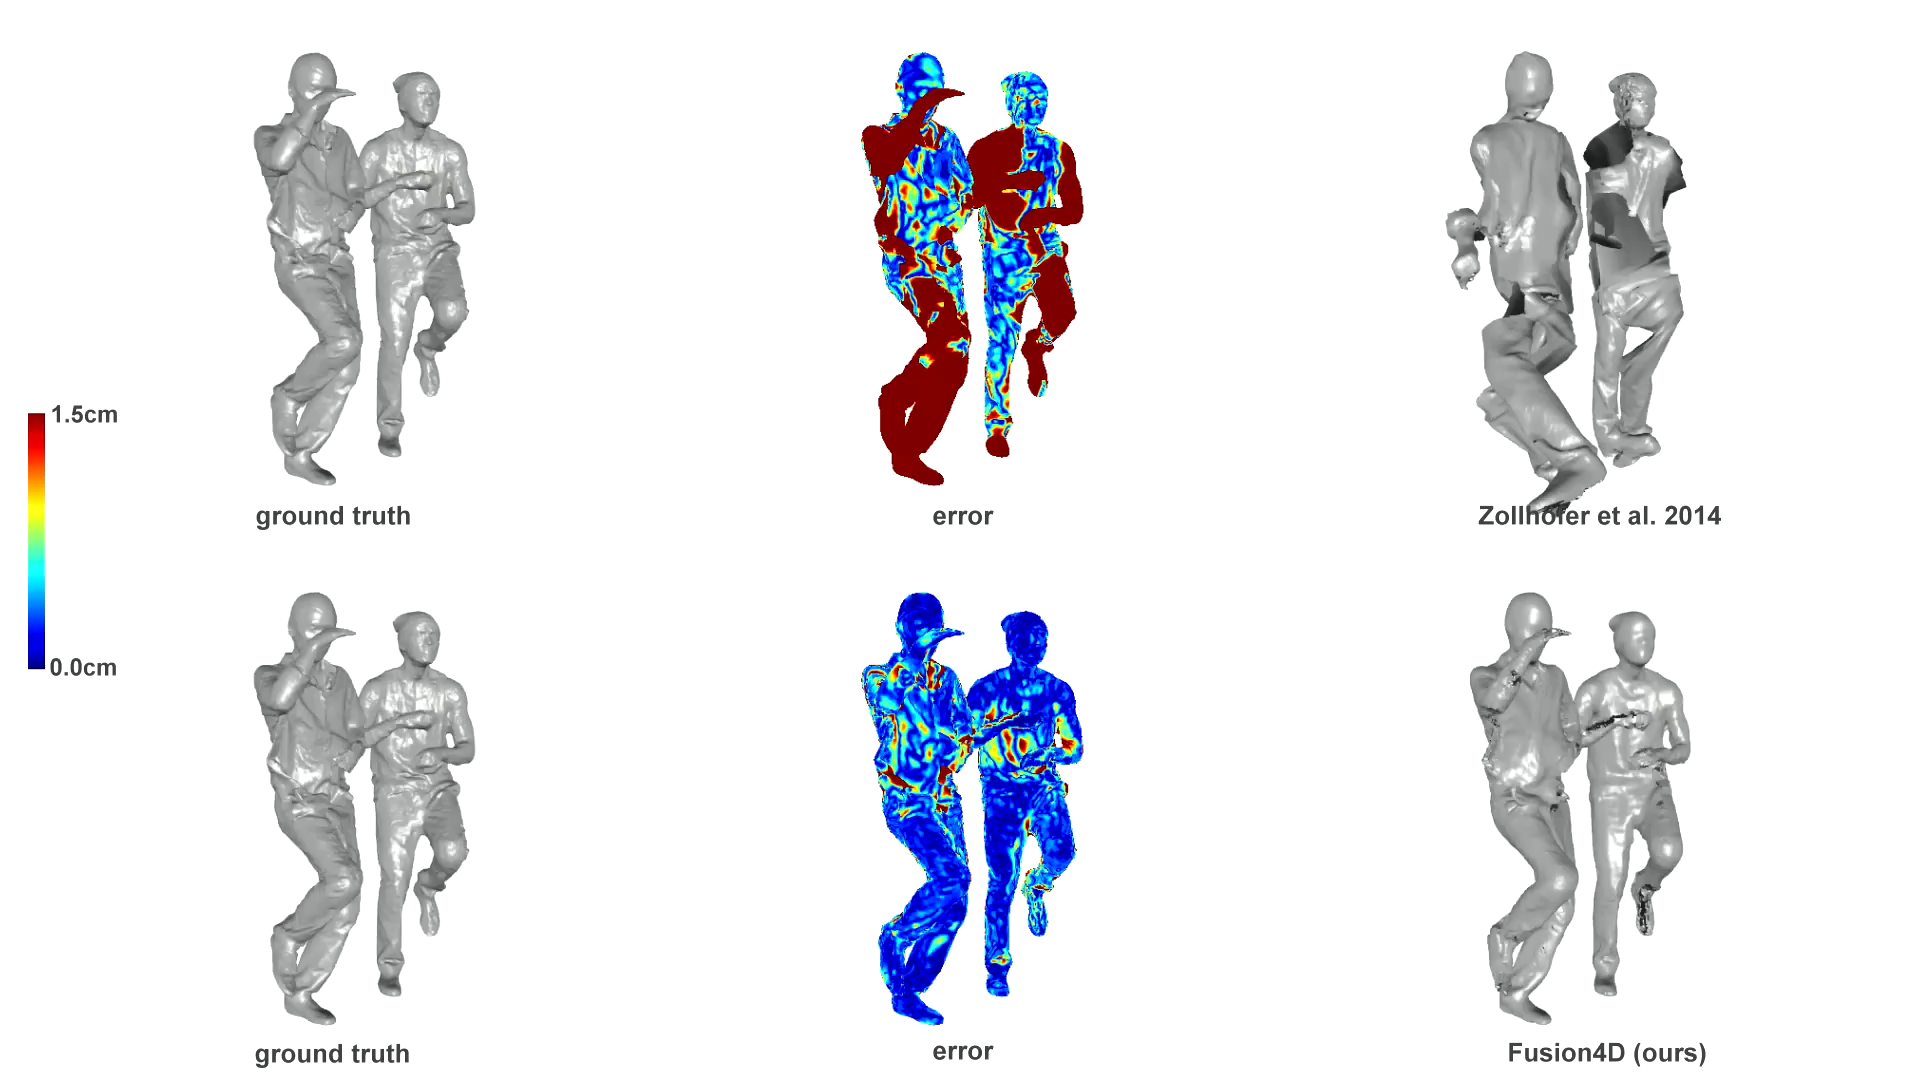 1.5cm
0.0cm
ground truth
error
Zollhöfer et al. 2014
ground truth
error
Fusion4D (ours)